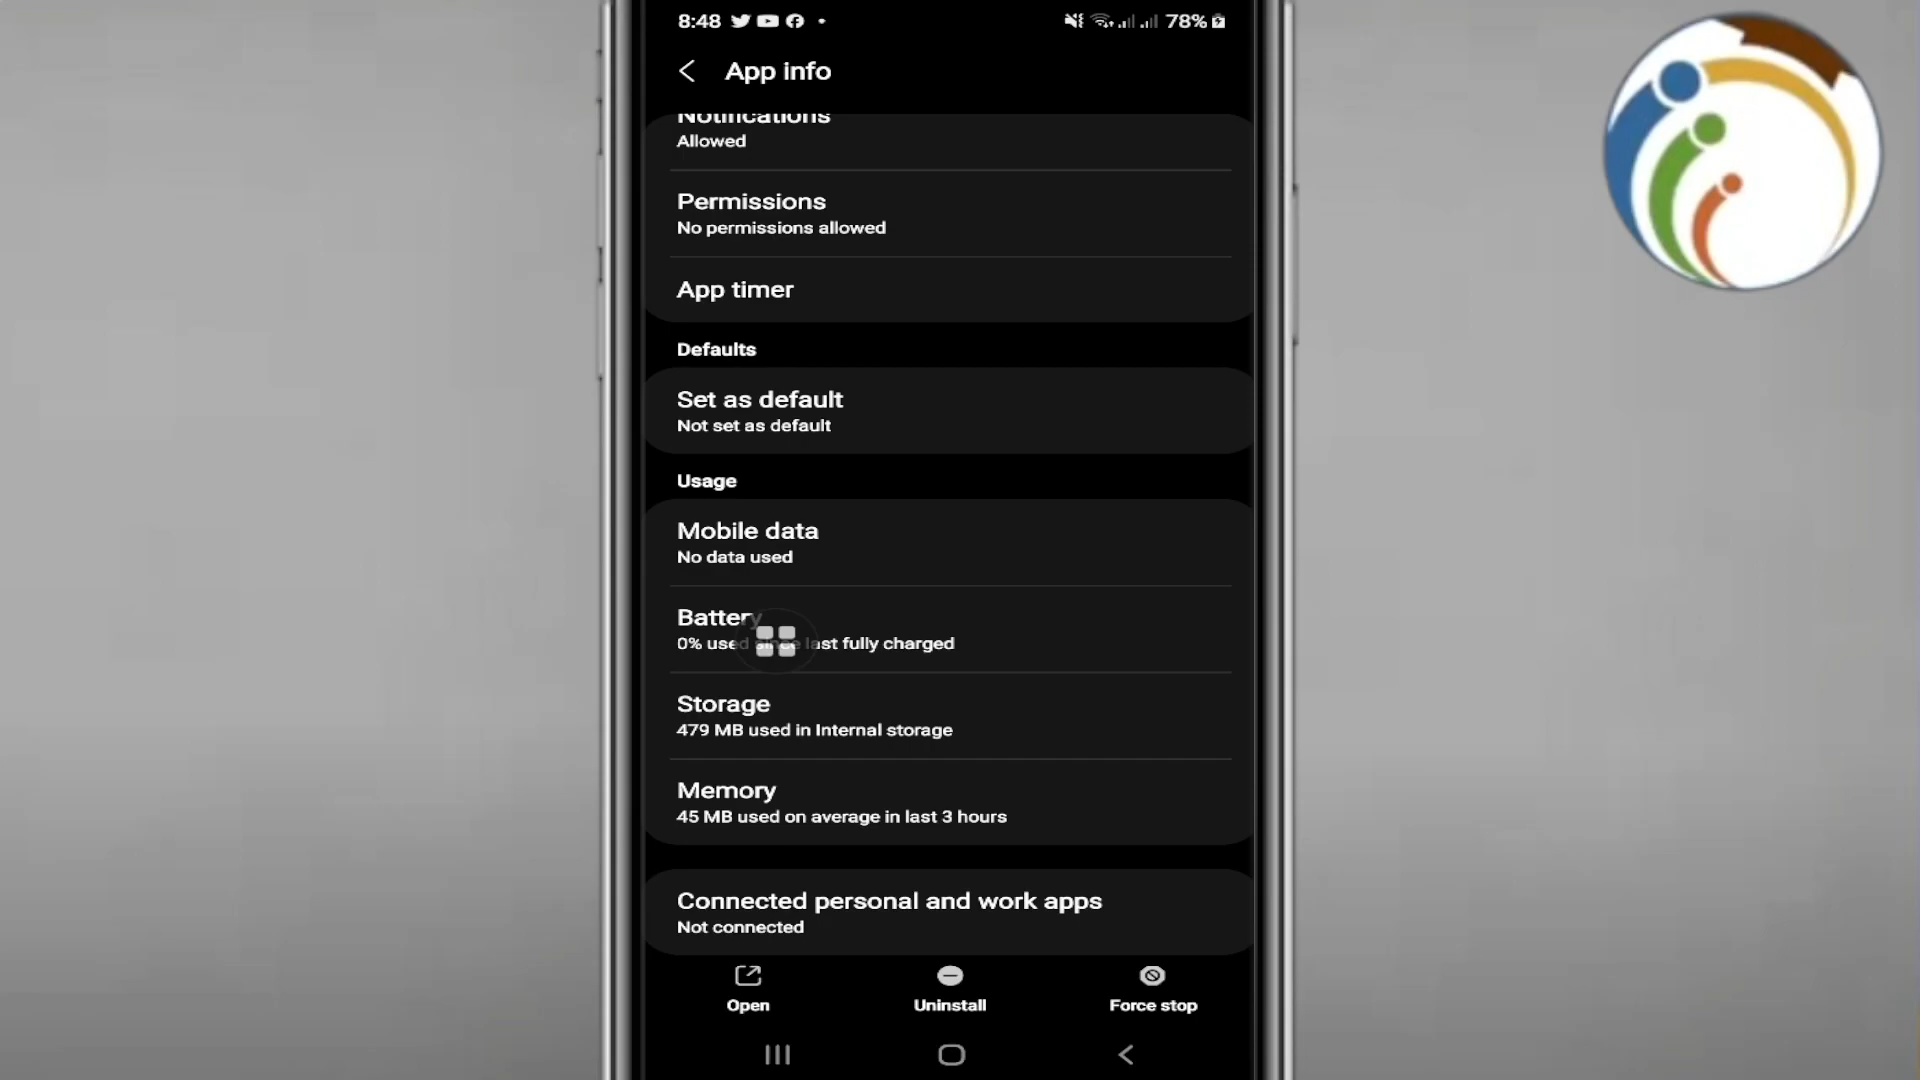 8:48 78%
App info
Notifications
Allowed
Permissions
No permissions allowed
App timer
Defaults
Set as default
Not set as default
Usage
Mobile data
No data used
Battery
0% used since last fully charged
Storage
479 MB used in Internal storage
Memory
45 MB used on average in last 3 hours
Connected personal and work apps
Not connected
Open Uninstall Force stop